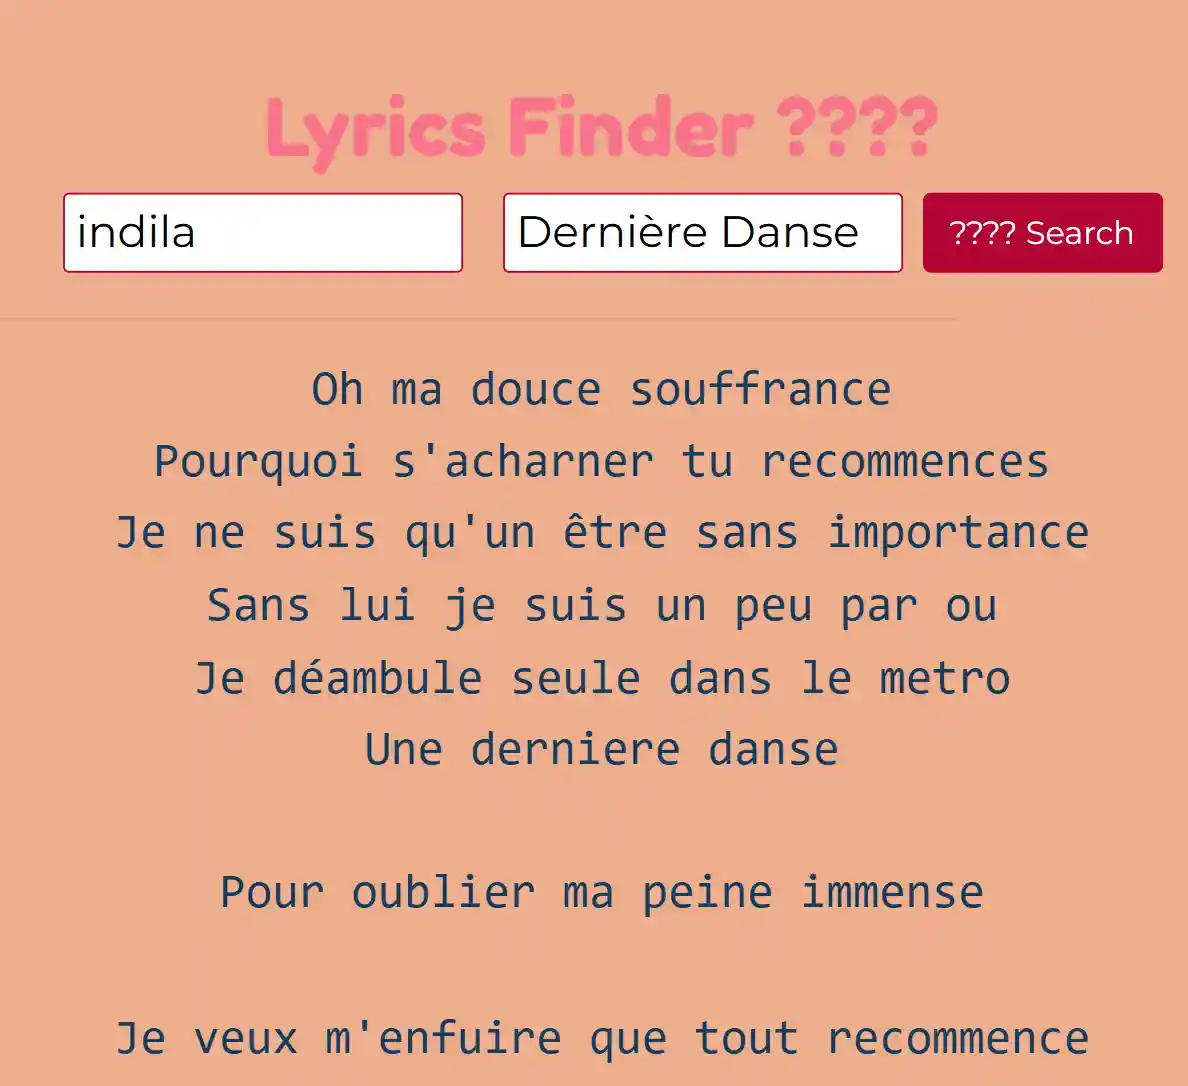 Lyrics Finder ????
indila
Dernière Danse
???? Search
Oh ma douce souffrance
Pourquoi s'acharner tu recommences
Je ne suis qu'un être sans importance
Sans lui je suis un peu par ou
Je déambule seule dans le metro
Une derniere danse
Pour oublier ma peine immense
Je veux m'enfuire que tout recommence